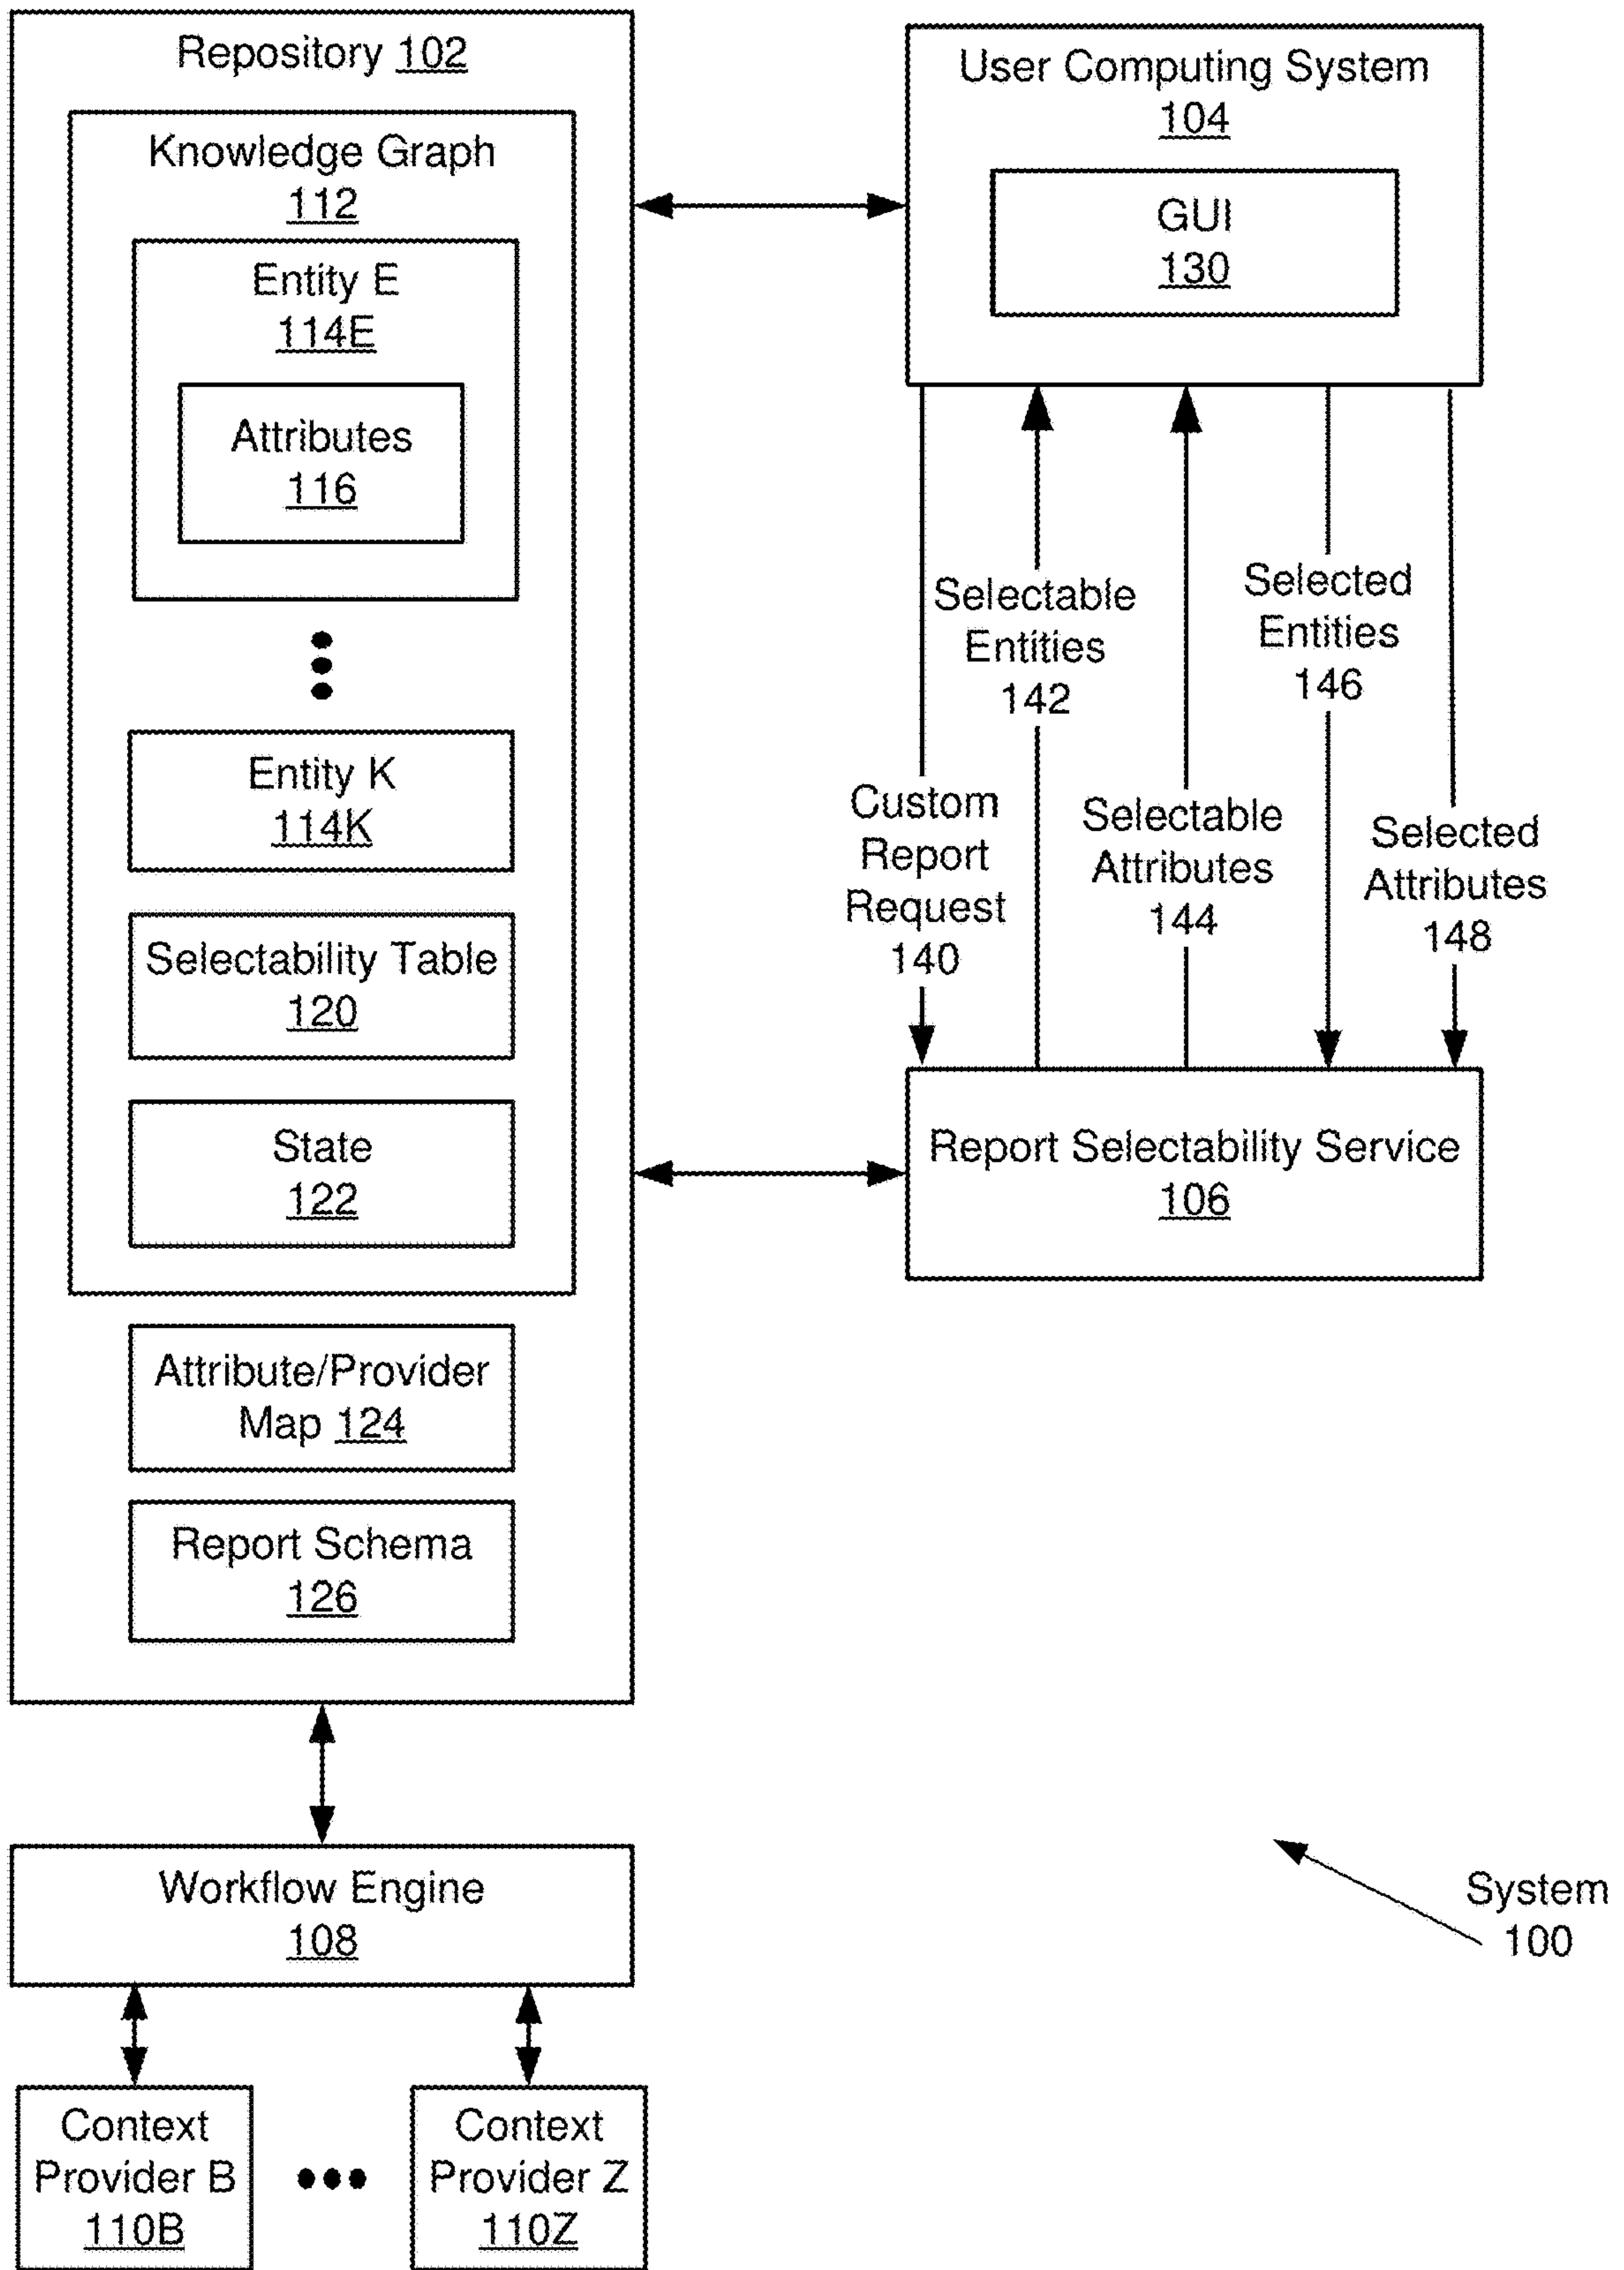 Repository 102
Knowledge Graph
112
Entity E
114E
Attributes
116
Entity K
114K
Selectability Table
120
State
122
Attribute/Provider
Map 124
Report Schema
126
User Computing System
104
GUI
130
Custom
Report
Request
140
Selectable
Entities
142
Selectable
Attributes
144
Selected
Entities
146
Selected
Attributes
148
Report Selectability Service
106
Workflow Engine
108
Context
Provider B
110B
Context
Provider Z
110Z
System
100